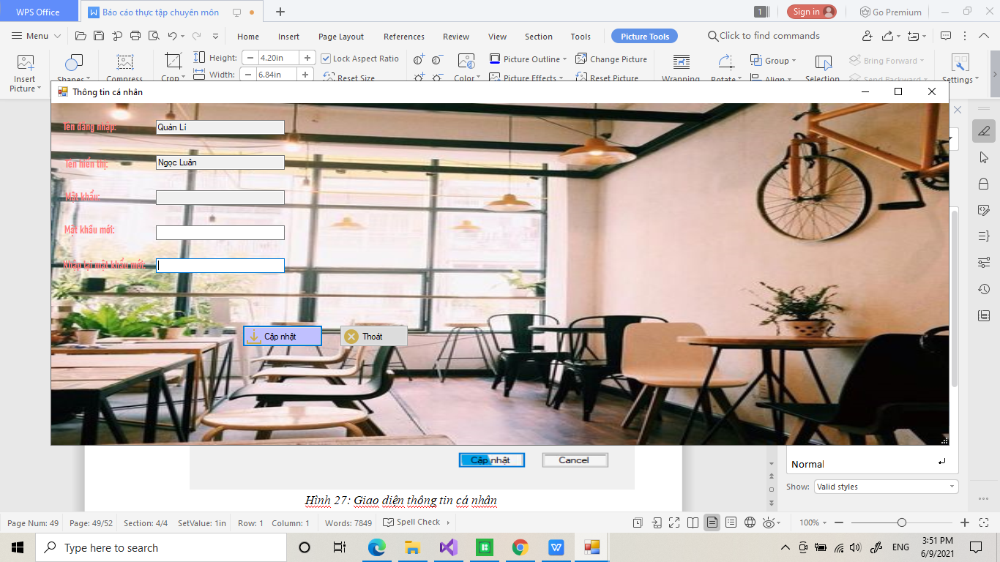 WPS Office
Báo cáo thực tập chuyên môn
1
Sign in
Go Premium
Menu
Home
Insert
Page Layout
References
Review
View
Section
Tools
Picture Tools
Click to find commands
Insert
Picture
Shapes
Compress
Crop
Height:
4.20in
Lock Aspect Ratio
Width:
6.84in
Reset Size
Color
Picture Outline
Picture Effects
Change Picture
Reset Picture
Wrapping
Rotate
Group
Align
Selection
Bring Forward
Send Backward
Settings
Thông tin cá nhân
Tên đăng nhập:
Quản Lí
Tên hiển thị:
Ngọc Luân
Mật khẩu:
Mật khẩu mới:
Nhập lại mật khẩu mới:
Cập nhật
Thoát
Cập nhật
Cancel
Hình 27: Giao diện thông tin cá nhân
Normal
Show:
Valid styles
Page Num: 49
Page: 49/52
Section: 4/4
SetValue: 1in
Row: 1
Column: 1
Words: 7849
Spell Check
100%
Type here to search
ENG
3:51 PM
6/9/2021